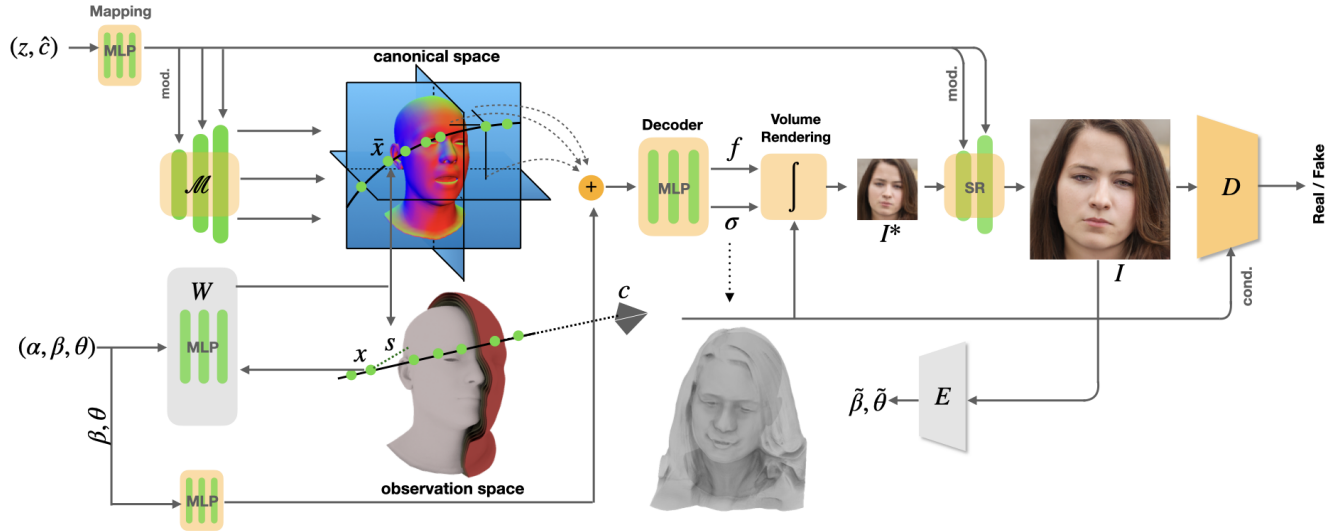 Mapping
(z, ĉ)
MLP
mod.
canonical space
x̄
ℳ
+
Decoder
MLP
f
σ
Volume
Rendering
∫
I*
mod.
SR
I
D
Real / Fake
cond.
W
MLP
(α, β, θ)
β, θ
x
s
c
MLP
observation space
β̃, θ̃
E